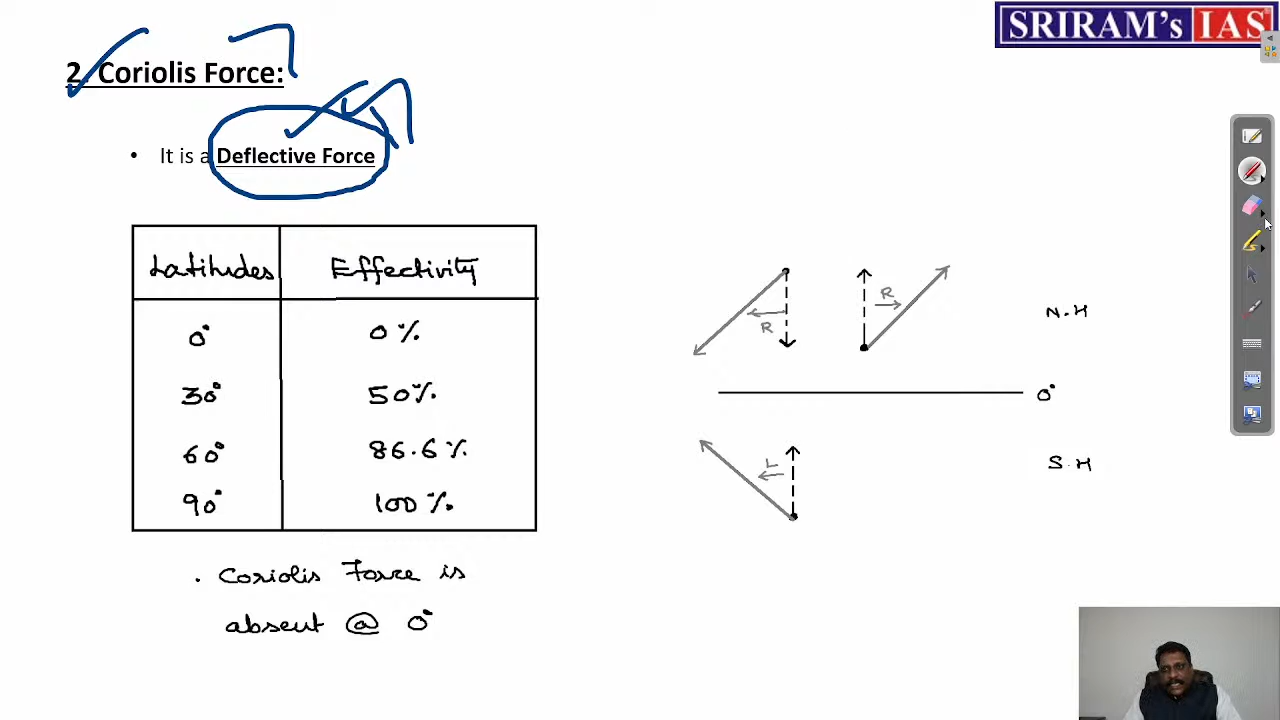 SRIRAM's IAS
2. Coriolis Force:
• It is a Deflective Force
Latitudes Effectivity
0° 0%
30° 50%
60° 86.6%
90° 100%
. Coriolis Force is
absent @ 0°
R
R
N.H
0°
L
S.H